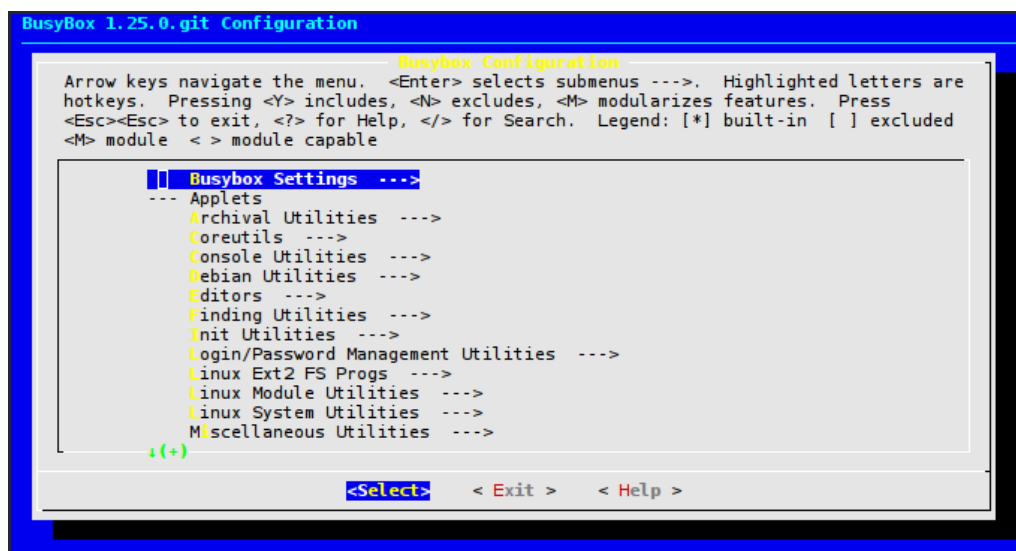 BusyBox 1.25.0.git Configuration
Busybox Configuration
Arrow keys navigate the menu.  <Enter> selects submenus --->.  Highlighted letters are
hotkeys.  Pressing <Y> includes, <N> excludes, <M> modularizes features.  Press
<Esc><Esc> to exit, <?> for Help, </> for Search.  Legend: [*] built-in  [ ] excluded
<M> module  < > module capable
Busybox Settings  --->
--- Applets
Archival Utilities  --->
Coreutils  --->
Console Utilities  --->
Debian Utilities  --->
Editors  --->
Finding Utilities  --->
Init Utilities  --->
Login/Password Management Utilities  --->
Linux Ext2 FS Progs  --->
Linux Module Utilities  --->
Linux System Utilities  --->
Miscellaneous Utilities  --->
↓(+)
<Select>    < Exit >    < Help >